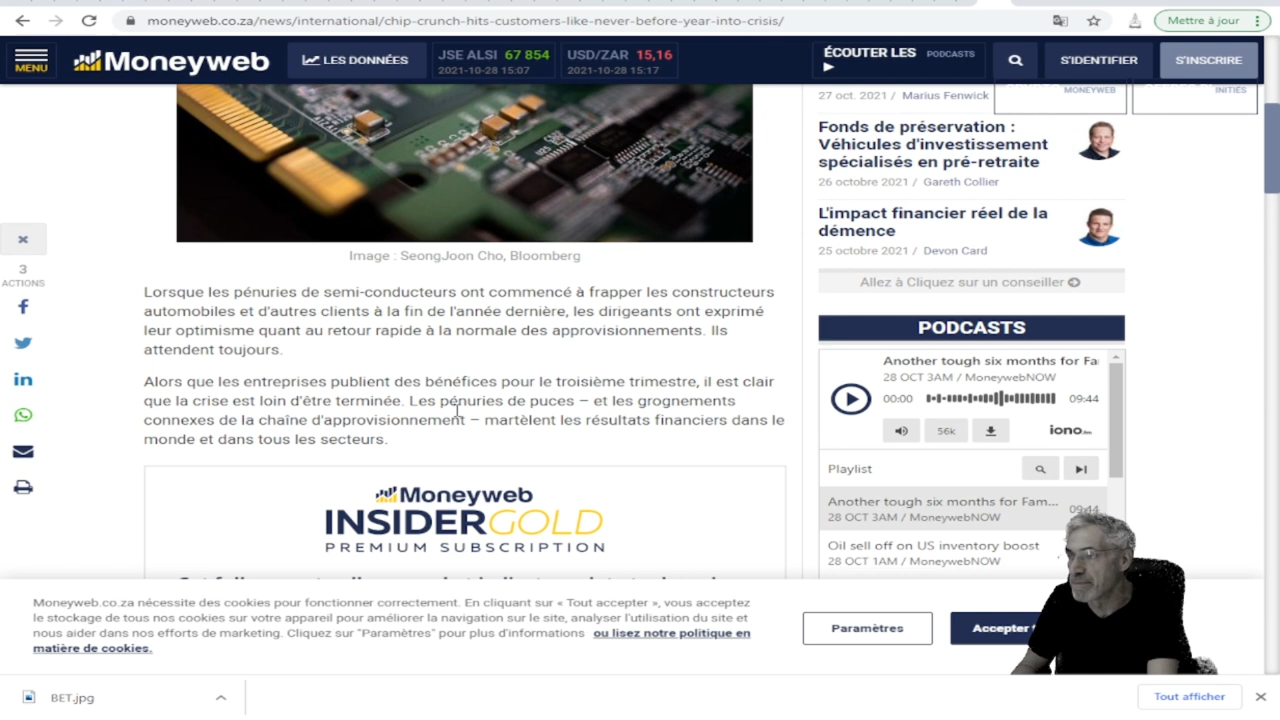 moneyweb.co.za/news/international/chip-crunch-hits-customers-like-never-before-year-into-crisis/
Mettre à jour
MENU
Moneyweb
LES DONNÉES
JSE ALSI 67 854
2021-10-28 15:07
USD/ZAR 15,16
2021-10-28 15:17
ÉCOUTER LES PODCASTS
S'IDENTIFIER
S'INSCRIRE
MONEYWEB
INITIÉS
27 oct. 2021 / Marius Fenwick
Fonds de préservation :
Véhicules d'investissement
spécialisés en pré-retraite
26 octobre 2021 / Gareth Collier
L'impact financier réel de la
démence
25 octobre 2021 / Devon Card
Allez à Cliquez sur un conseiller
3
ACTIONS
Image : SeongJoon Cho, Bloomberg
Lorsque les pénuries de semi-conducteurs ont commencé à frapper les constructeurs
automobiles et d'autres clients à la fin de l'année dernière, les dirigeants ont exprimé
leur optimisme quant au retour rapide à la normale des approvisionnements. Ils
attendent toujours.
Alors que les entreprises publient des bénéfices pour le troisième trimestre, il est clair
que la crise est loin d'être terminée. Les pénuries de puces – et les grognements
connexes de la chaîne d'approvisionnement – martèlent les résultats financiers dans le
monde et dans tous les secteurs.
Moneyweb
INSIDERGOLD
PREMIUM SUBSCRIPTION
PODCASTS
Another tough six months for Fa
28 OCT 3AM / MoneywebNOW
00:00
09:44
56k
iono.fm
Playlist
Another tough six months for Fam...
09:44
28 OCT 3AM / MoneywebNOW
Oil sell off on US inventory boost
28 OCT 1AM / MoneywebNOW
Moneyweb.co.za nécessite des cookies pour fonctionner correctement. En cliquant sur « Tout accepter », vous acceptez
le stockage de tous nos cookies sur votre appareil pour améliorer la navigation sur le site, analyser l'utilisation du site et
nous aider dans nos efforts de marketing. Cliquez sur "Paramètres" pour plus d'informations ou lisez notre politique en
matière de cookies.
Paramètres
Accepter
BET.jpg
Tout afficher